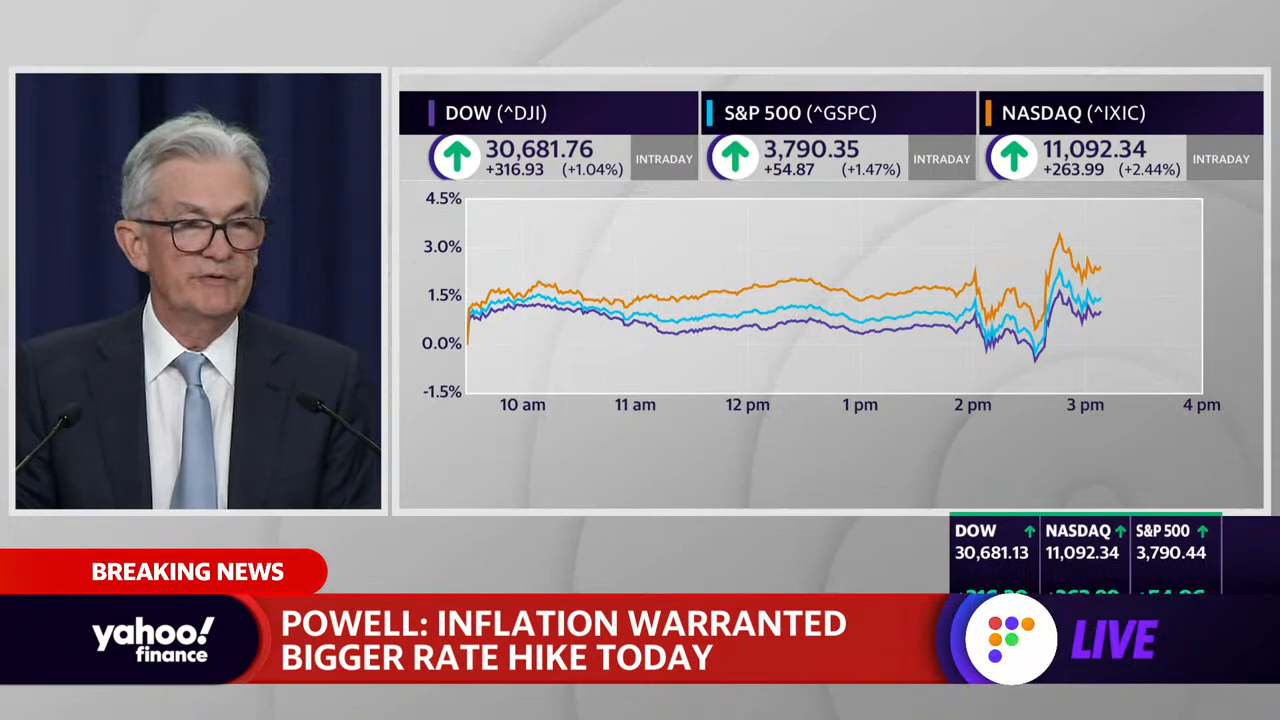 DOW (^DJI)
30,681.76
+316.93 (+1.04%)
INTRADAY
S&P 500 (^GSPC)
3,790.35
+54.87 (+1.47%)
INTRADAY
NASDAQ (^IXIC)
11,092.34
+263.99 (+2.44%)
INTRADAY
4.5%
3.0%
1.5%
0.0%
-1.5%
10 am 11 am 12 pm 1 pm 2 pm 3 pm 4 pm
DOW NASDAQ S&P 500
30,681.13 11,092.34 3,790.44
BREAKING NEWS
yahoo!
finance
POWELL: INFLATION WARRANTED
BIGGER RATE HIKE TODAY
LIVE